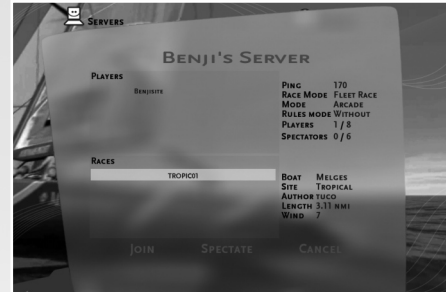 Servers
Benji's Server
Players
Benjisite
Ping 170
Race Mode Fleet Race
Mode Arcade
Rules mode Without
Players 1 / 8
Spectators 0 / 6
Races
TROPIC01
Boat Melges
Site Tropical
Author tuco
Length 3.11 nmi
Wind 7
Join Spectate Cancel